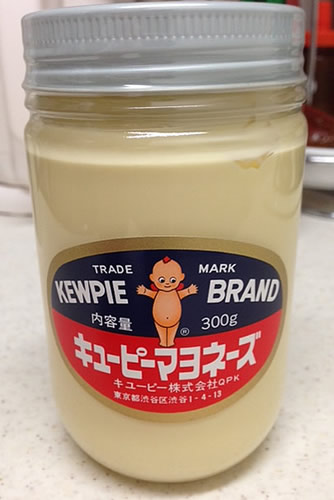 TRADE MARK
KEWPIE BRAND
内容量 300g
®
キユーピーマヨネーズ
キユーピー株式会社QPK
東京都渋谷区渋谷1-4-13